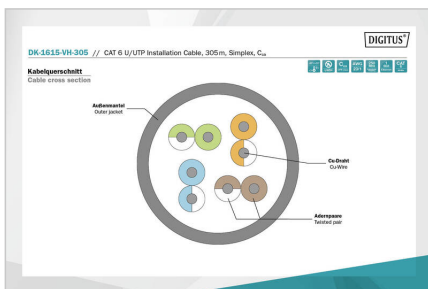 DIGITUS®
DK-1615-VH-305 // CAT 6 U/UTP Installation Cable, 305 m, Simplex, Cca
Kabelquerschnitt
Cable cross section
Außenmantel
Outer jacket
Cu-Draht
Cu-Wire
Adernpaare
Twisted pair